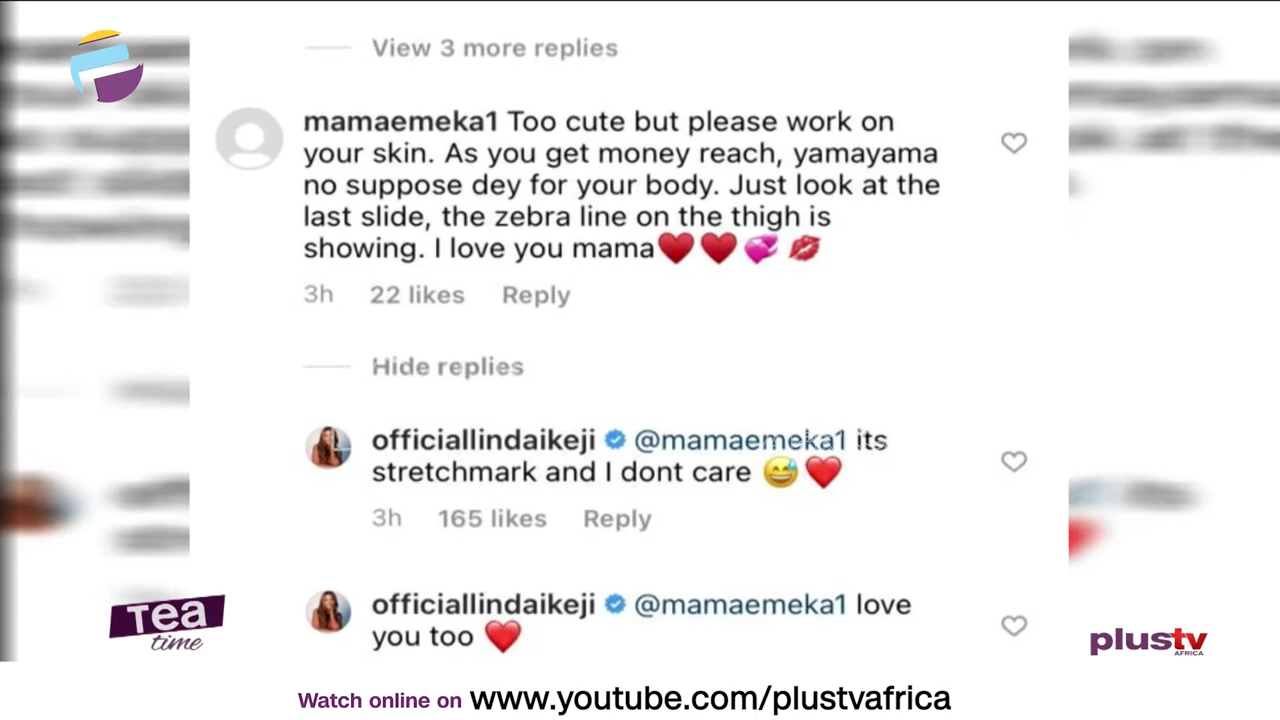 View 3 more replies
mamaemeka1 Too cute but please work on
your skin. As you get money reach, yamayama
no suppose dey for your body. Just look at the
last slide, the zebra line on the thigh is
showing. I love you mama❤️❤️💞💋
3h 22 likes Reply
Hide replies
officiallindaikeji @mamaemeka1 its
stretchmark and I dont care 😅❤️
3h 165 likes Reply
officiallindaikeji @mamaemeka1 love
you too ❤️
Tea
time
plustv
AFRICA
Watch online on www.youtube.com/plustvafrica